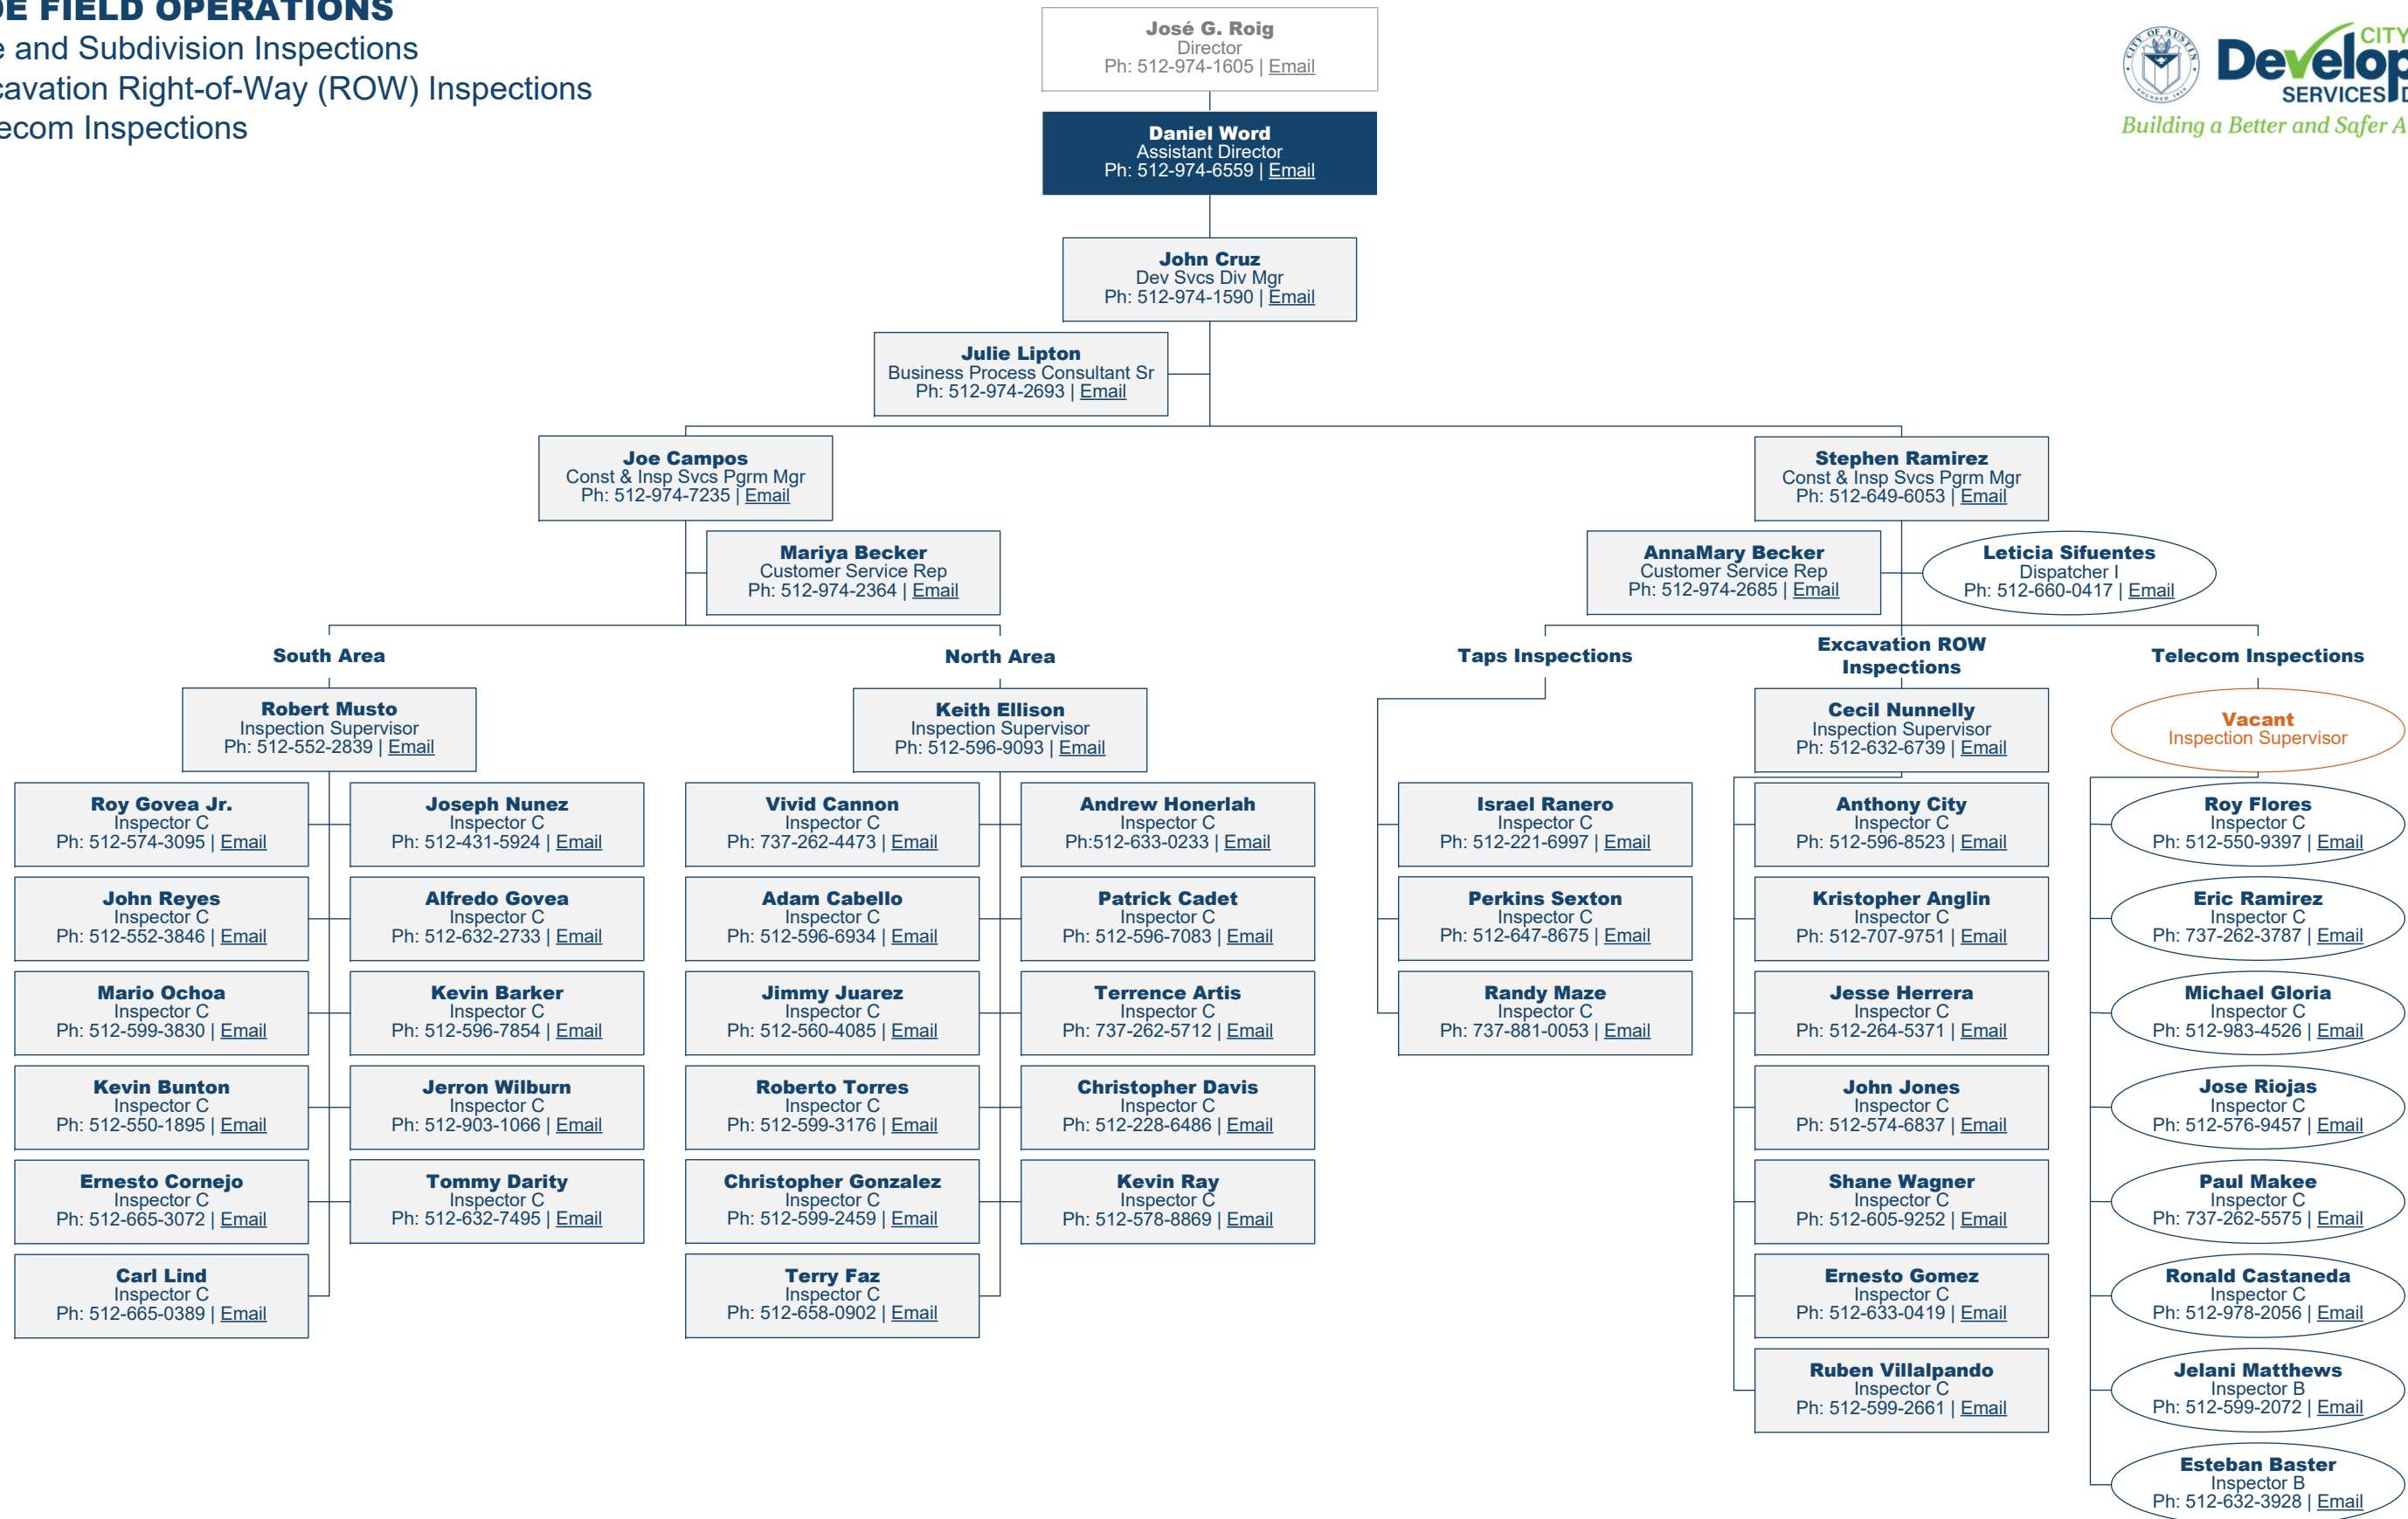 DE FIELD OPERATIONS
e and Subdivision Inspections
cavation Right-of-Way (ROW) Inspections
ecom Inspections
José G. Roig
Director
Ph: 512-974-1605 | Email
CITY OF AUSTIN
FOUNDED 1839
CITY
Develop
SERVICES D
Building a Better and Safer A
Daniel Word
Assistant Director
Ph: 512-974-6559 | Email
John Cruz
Dev Svcs Div Mgr
Ph: 512-974-1590 | Email
Julie Lipton
Business Process Consultant Sr
Ph: 512-974-2693 | Email
Joe Campos
Const & Insp Svcs Pgrm Mgr
Ph: 512-974-7235 | Email
Stephen Ramirez
Const & Insp Svcs Pgrm Mgr
Ph: 512-649-6053 | Email
Mariya Becker
Customer Service Rep
Ph: 512-974-2364 | Email
AnnaMary Becker
Customer Service Rep
Ph: 512-974-2685 | Email
Leticia Sifuentes
Dispatcher I
Ph: 512-660-0417 | Email
South Area
Robert Musto
Inspection Supervisor
Ph: 512-552-2839 | Email
Roy Govea Jr.
Inspector C
Ph: 512-574-3095 | Email
Joseph Nunez
Inspector C
Ph: 512-431-5924 | Email
John Reyes
Inspector C
Ph: 512-552-3846 | Email
Alfredo Govea
Inspector C
Ph: 512-632-2733 | Email
Mario Ochoa
Inspector C
Ph: 512-599-3830 | Email
Kevin Barker
Inspector C
Ph: 512-596-7854 | Email
Kevin Bunton
Inspector C
Ph: 512-550-1895 | Email
Jerron Wilburn
Inspector C
Ph: 512-903-1066 | Email
Ernesto Cornejo
Inspector C
Ph: 512-665-3072 | Email
Tommy Darity
Inspector C
Ph: 512-632-7495 | Email
Carl Lind
Inspector C
Ph: 512-665-0389 | Email
North Area
Keith Ellison
Inspection Supervisor
Ph: 512-596-9093 | Email
Vivid Cannon
Inspector C
Ph: 737-262-4473 | Email
Andrew Honerlah
Inspector C
Ph:512-633-0233 | Email
Adam Cabello
Inspector C
Ph: 512-596-6934 | Email
Patrick Cadet
Inspector C
Ph: 512-596-7083 | Email
Jimmy Juarez
Inspector C
Ph: 512-560-4085 | Email
Terrence Artis
Inspector C
Ph: 737-262-5712 | Email
Roberto Torres
Inspector C
Ph: 512-599-3176 | Email
Christopher Davis
Inspector C
Ph: 512-228-6486 | Email
Christopher Gonzalez
Inspector C
Ph: 512-599-2459 | Email
Kevin Ray
Inspector C
Ph: 512-578-8869 | Email
Terry Faz
Inspector C
Ph: 512-658-0902 | Email
Taps Inspections
Israel Ranero
Inspector C
Ph: 512-221-6997 | Email
Perkins Sexton
Inspector C
Ph: 512-647-8675 | Email
Randy Maze
Inspector C
Ph: 737-881-0053 | Email
Excavation ROW
Inspections
Cecil Nunnelly
Inspection Supervisor
Ph: 512-632-6739 | Email
Anthony City
Inspector C
Ph: 512-596-8523 | Email
Kristopher Anglin
Inspector C
Ph: 512-707-9751 | Email
Jesse Herrera
Inspector C
Ph: 512-264-5371 | Email
John Jones
Inspector C
Ph: 512-574-6837 | Email
Shane Wagner
Inspector C
Ph: 512-605-9252 | Email
Ernesto Gomez
Inspector C
Ph: 512-633-0419 | Email
Ruben Villalpando
Inspector C
Ph: 512-599-2661 | Email
Telecom Inspections
Vacant
Inspection Supervisor
Roy Flores
Inspector C
Ph: 512-550-9397 | Email
Eric Ramirez
Inspector C
Ph: 737-262-3787 | Email
Michael Gloria
Inspector C
Ph: 512-983-4526 | Email
Jose Riojas
Inspector C
Ph: 512-576-9457 | Email
Paul Makee
Inspector C
Ph: 737-262-5575 | Email
Ronald Castaneda
Inspector C
Ph: 512-978-2056 | Email
Jelani Matthews
Inspector B
Ph: 512-599-2072 | Email
Esteban Baster
Inspector B
Ph: 512-632-3928 | Email